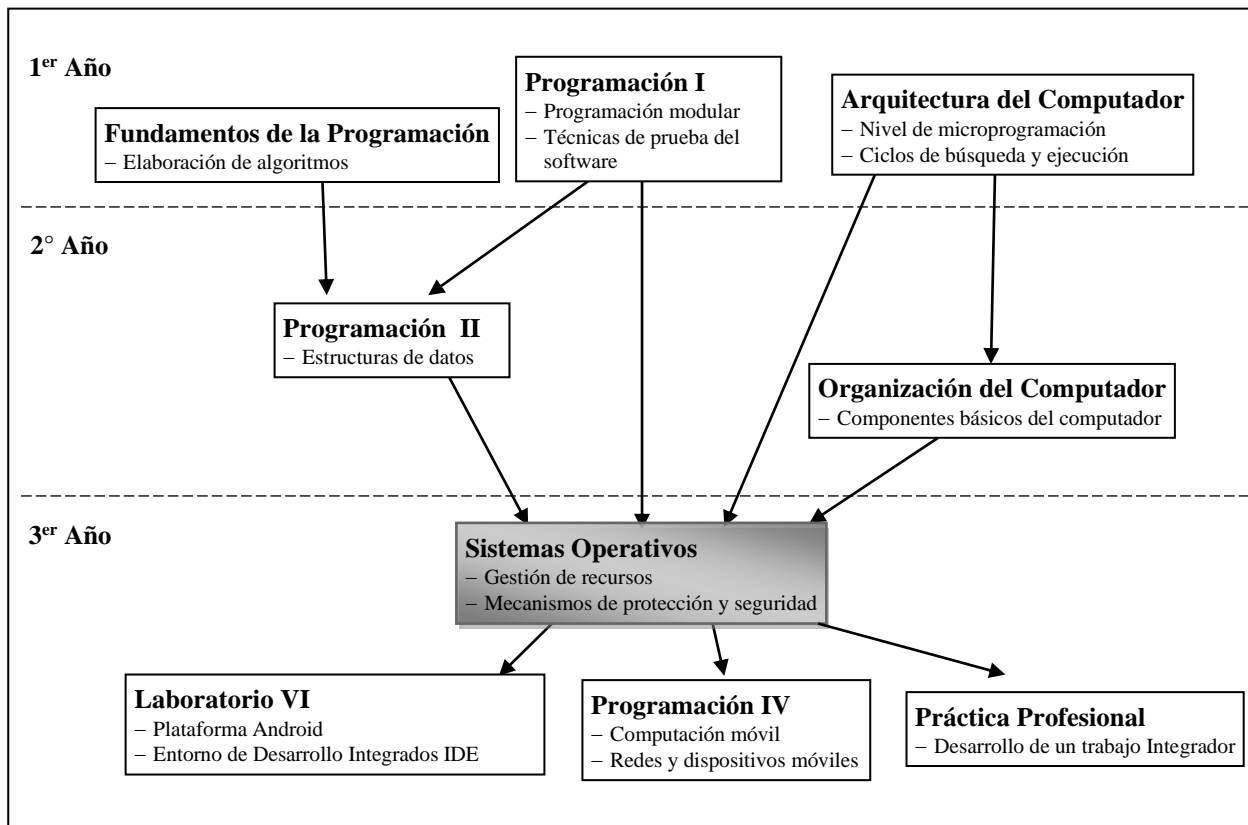 1er Año
Programación I
– Programación modular
– Técnicas de prueba del
software
Arquitectura del Computador
– Nivel de microprogramación
– Ciclos de búsqueda y ejecución
Fundamentos de la Programación
– Elaboración de algoritmos
2° Año
Programación II
– Estructuras de datos
Organización del Computador
– Componentes básicos del computador
3er Año
Sistemas Operativos
– Gestión de recursos
– Mecanismos de protección y seguridad
Laboratorio VI
– Plataforma Android
– Entorno de Desarrollo Integrados IDE
Programación IV
– Computación móvil
– Redes y dispositivos móviles
Práctica Profesional
– Desarrollo de un trabajo Integrador